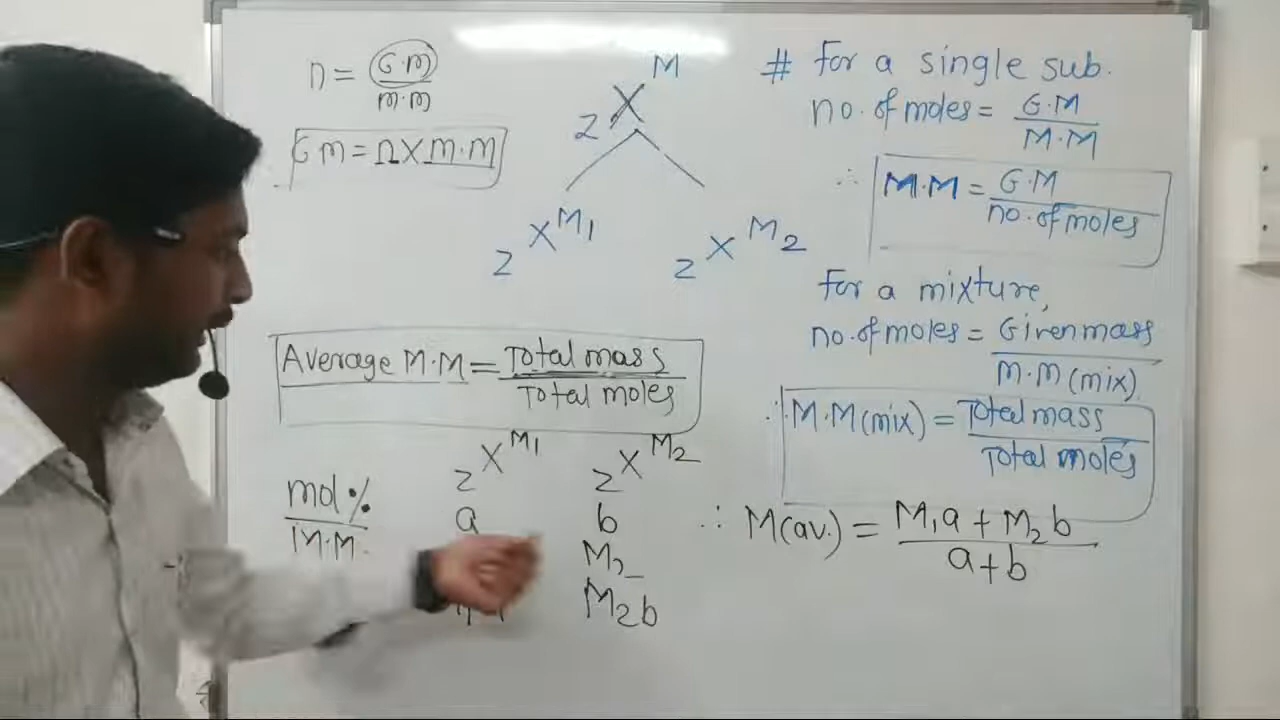 n = G.M
m.m
G m = n X m.m
M
Z X
Z X M1
Z X M2
Average M.M = Total mass
Total moles
Z X M1 Z X M2
mol % a b
M.M. M2
M2b
# for a single sub.
no. of moles = G.M
M.M
∴ M.M = G.M
no. of moles
for a mixture,
no. of moles = Given mass
M.M (mix)
∴ M.M (mix) = Total mass
Total moles
∴ M(av.) = M1a + M2b
a + b